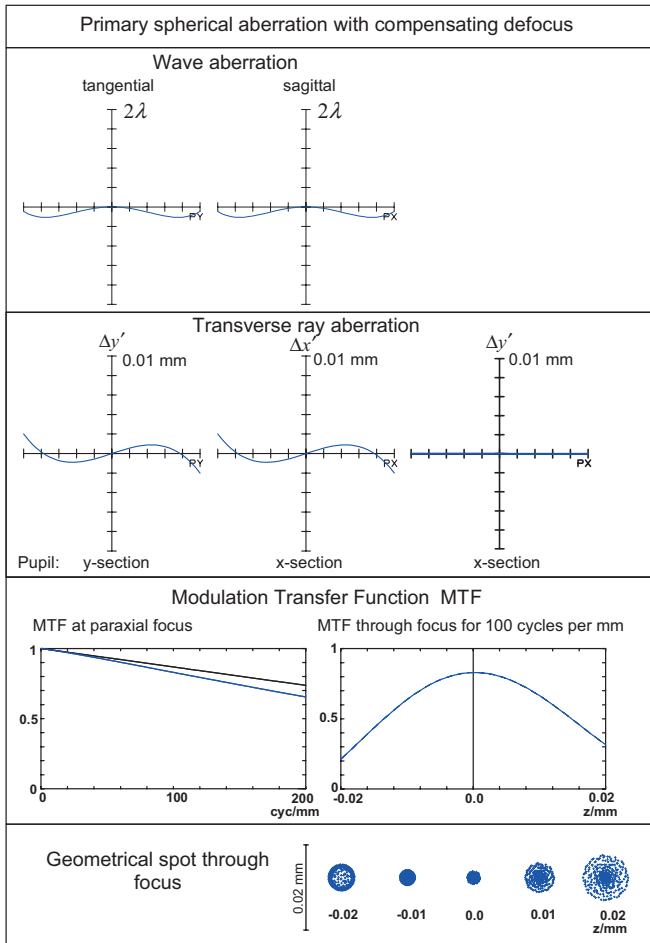 Primary spherical aberration with compensating defocus
Wave aberration
tangential sagittal
2λ 2λ
PY PX
Transverse ray aberration
Δy′ Δx′ Δy′
0.01 mm 0.01 mm 0.01 mm
PY PX PX
Pupil: y-section x-section x-section
Modulation Transfer Function MTF
MTF at paraxial focus MTF through focus for 100 cycles per mm
1 1
0.5 0.5
0 0
0 100 200 -0.02 0.0 0.02
cyc/mm z/mm
Geometrical spot through
focus
0.02 mm
-0.02 -0.01 0.0 0.01 0.02
z/mm